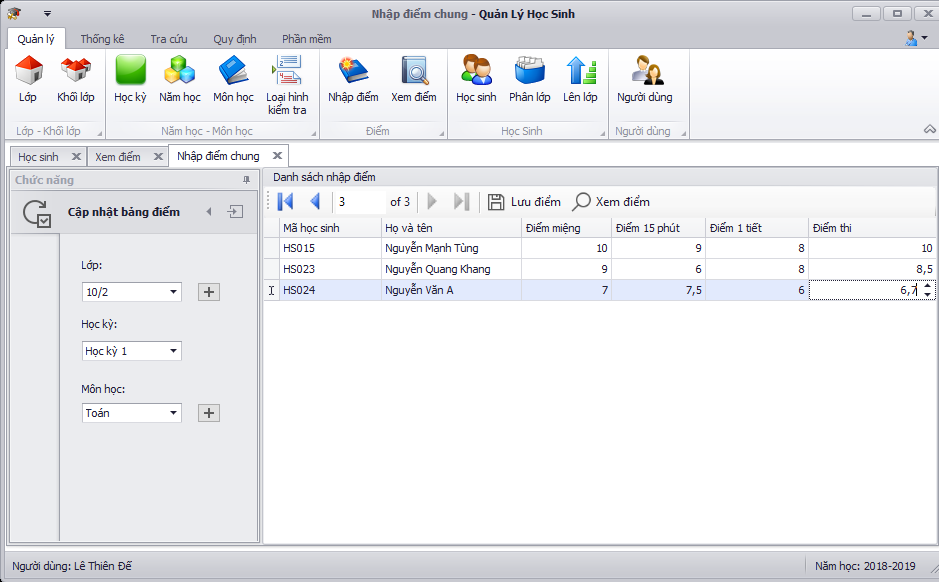 Nhập điểm chung - Quản Lý Học Sinh
Quản lý Thống kê Tra cứu Quy định Phần mềm
Lớp Khối lớp Học kỳ Năm học Môn học Loại hình kiểm tra Nhập điểm Xem điểm Học sinh Phân lớp Lên lớp Người dùng
Lớp - Khối lớp Năm học - Môn học Điểm Học Sinh Người dùng
Học sinh Xem điểm Nhập điểm chung
Chức năng
Cập nhật bảng điểm
Lớp:
10/2
Học kỳ:
Học kỳ 1
Môn học:
Toán
Danh sách nhập điểm
3 of 3 Lưu điểm Xem điểm
Mã học sinh Họ và tên Điểm miệng Điểm 15 phút Điểm 1 tiết Điểm thi
HS015 Nguyễn Mạnh Tùng 10 9 8 10
HS023 Nguyễn Quang Khang 9 6 8 8,5
HS024 Nguyễn Văn A 7 7,5 6 6,7
Người dùng: Lê Thiên Đế Năm học: 2018-2019